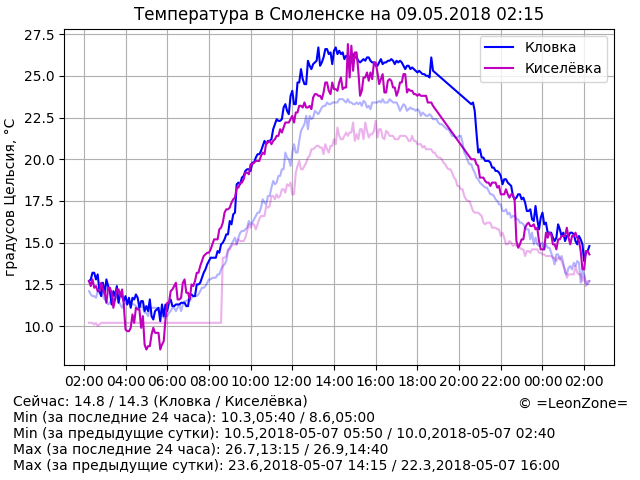 Температура в Смоленске на 09.05.2018 02:15
27.5
25.0
22.5
20.0
17.5
15.0
12.5
10.0
градусов Цельсия, °C
Кловка
Киселёвка
02:00 04:00 06:00 08:00 10:00 12:00 14:00 16:00 18:00 20:00 22:00 00:00 02:00
Сейчас: 14.8 / 14.3 (Кловка / Киселёвка)
© =LeonZone=
Min (за последние 24 часа): 10.3,05:40 / 8.6,05:00
Min (за предыдущие сутки): 10.5,2018-05-07 05:50 / 10.0,2018-05-07 02:40
Max (за последние 24 часа): 26.7,13:15 / 26.9,14:40
Max (за предыдущие сутки): 23.6,2018-05-07 14:15 / 22.3,2018-05-07 16:00